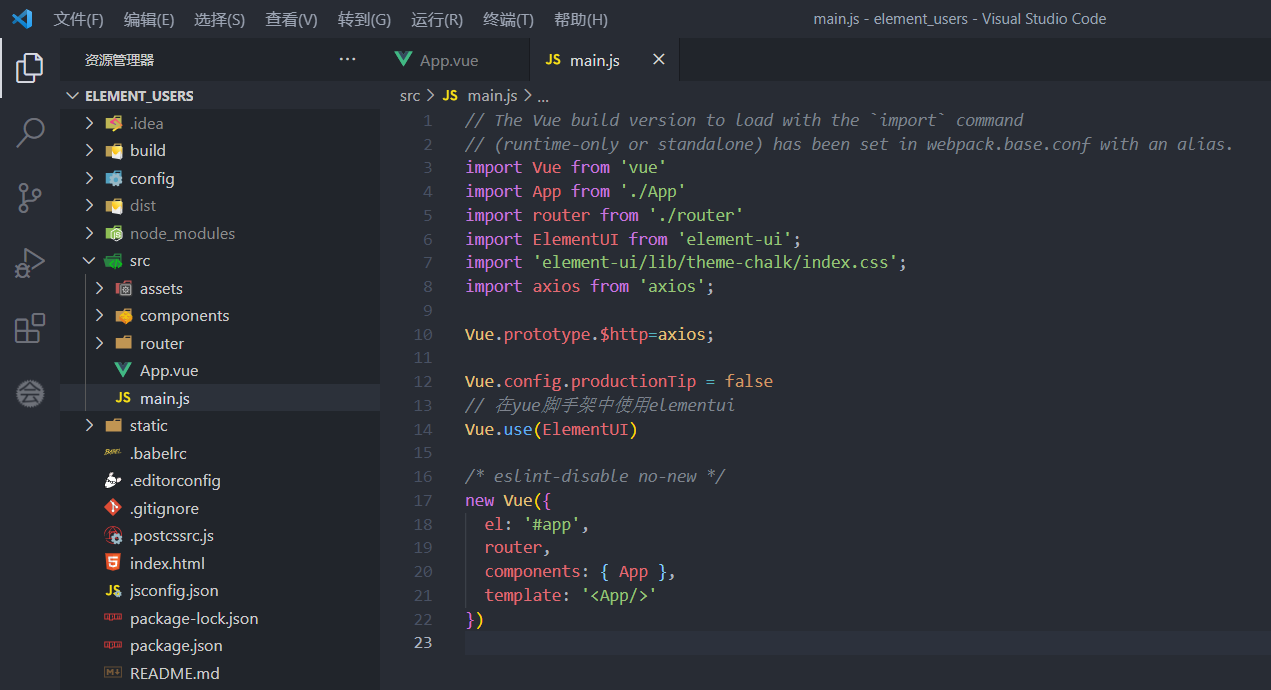 文件(F) 编辑(E) 选择(S) 查看(V) 转到(G) 运行(R) 终端(T) 帮助(H) main.js - element_users - Visual Studio Code
资源管理器 ···
ELEMENT_USERS
.idea
build
config
dist
node_modules
src
assets
components
router
App.vue
JS main.js
static
.babelrc
.editorconfig
.gitignore
.postcssrc.js
index.html
jsconfig.json
package-lock.json
package.json
README.md
App.vue JS main.js ×
src > JS main.js > ...
1 // The Vue build version to load with the `import` command
2 // (runtime-only or standalone) has been set in webpack.base.conf with an alias.
3 import Vue from 'vue'
4 import App from './App'
5 import router from './router'
6 import ElementUI from 'element-ui';
7 import 'element-ui/lib/theme-chalk/index.css';
8 import axios from 'axios';
9
10 Vue.prototype.$http=axios;
11
12 Vue.config.productionTip = false
13 // 在yue脚手架中使用elementui
14 Vue.use(ElementUI)
15
16 /* eslint-disable no-new */
17 new Vue({
18 el: '#app',
19 router,
20 components: { App },
21 template: '<App/>'
22 })
23